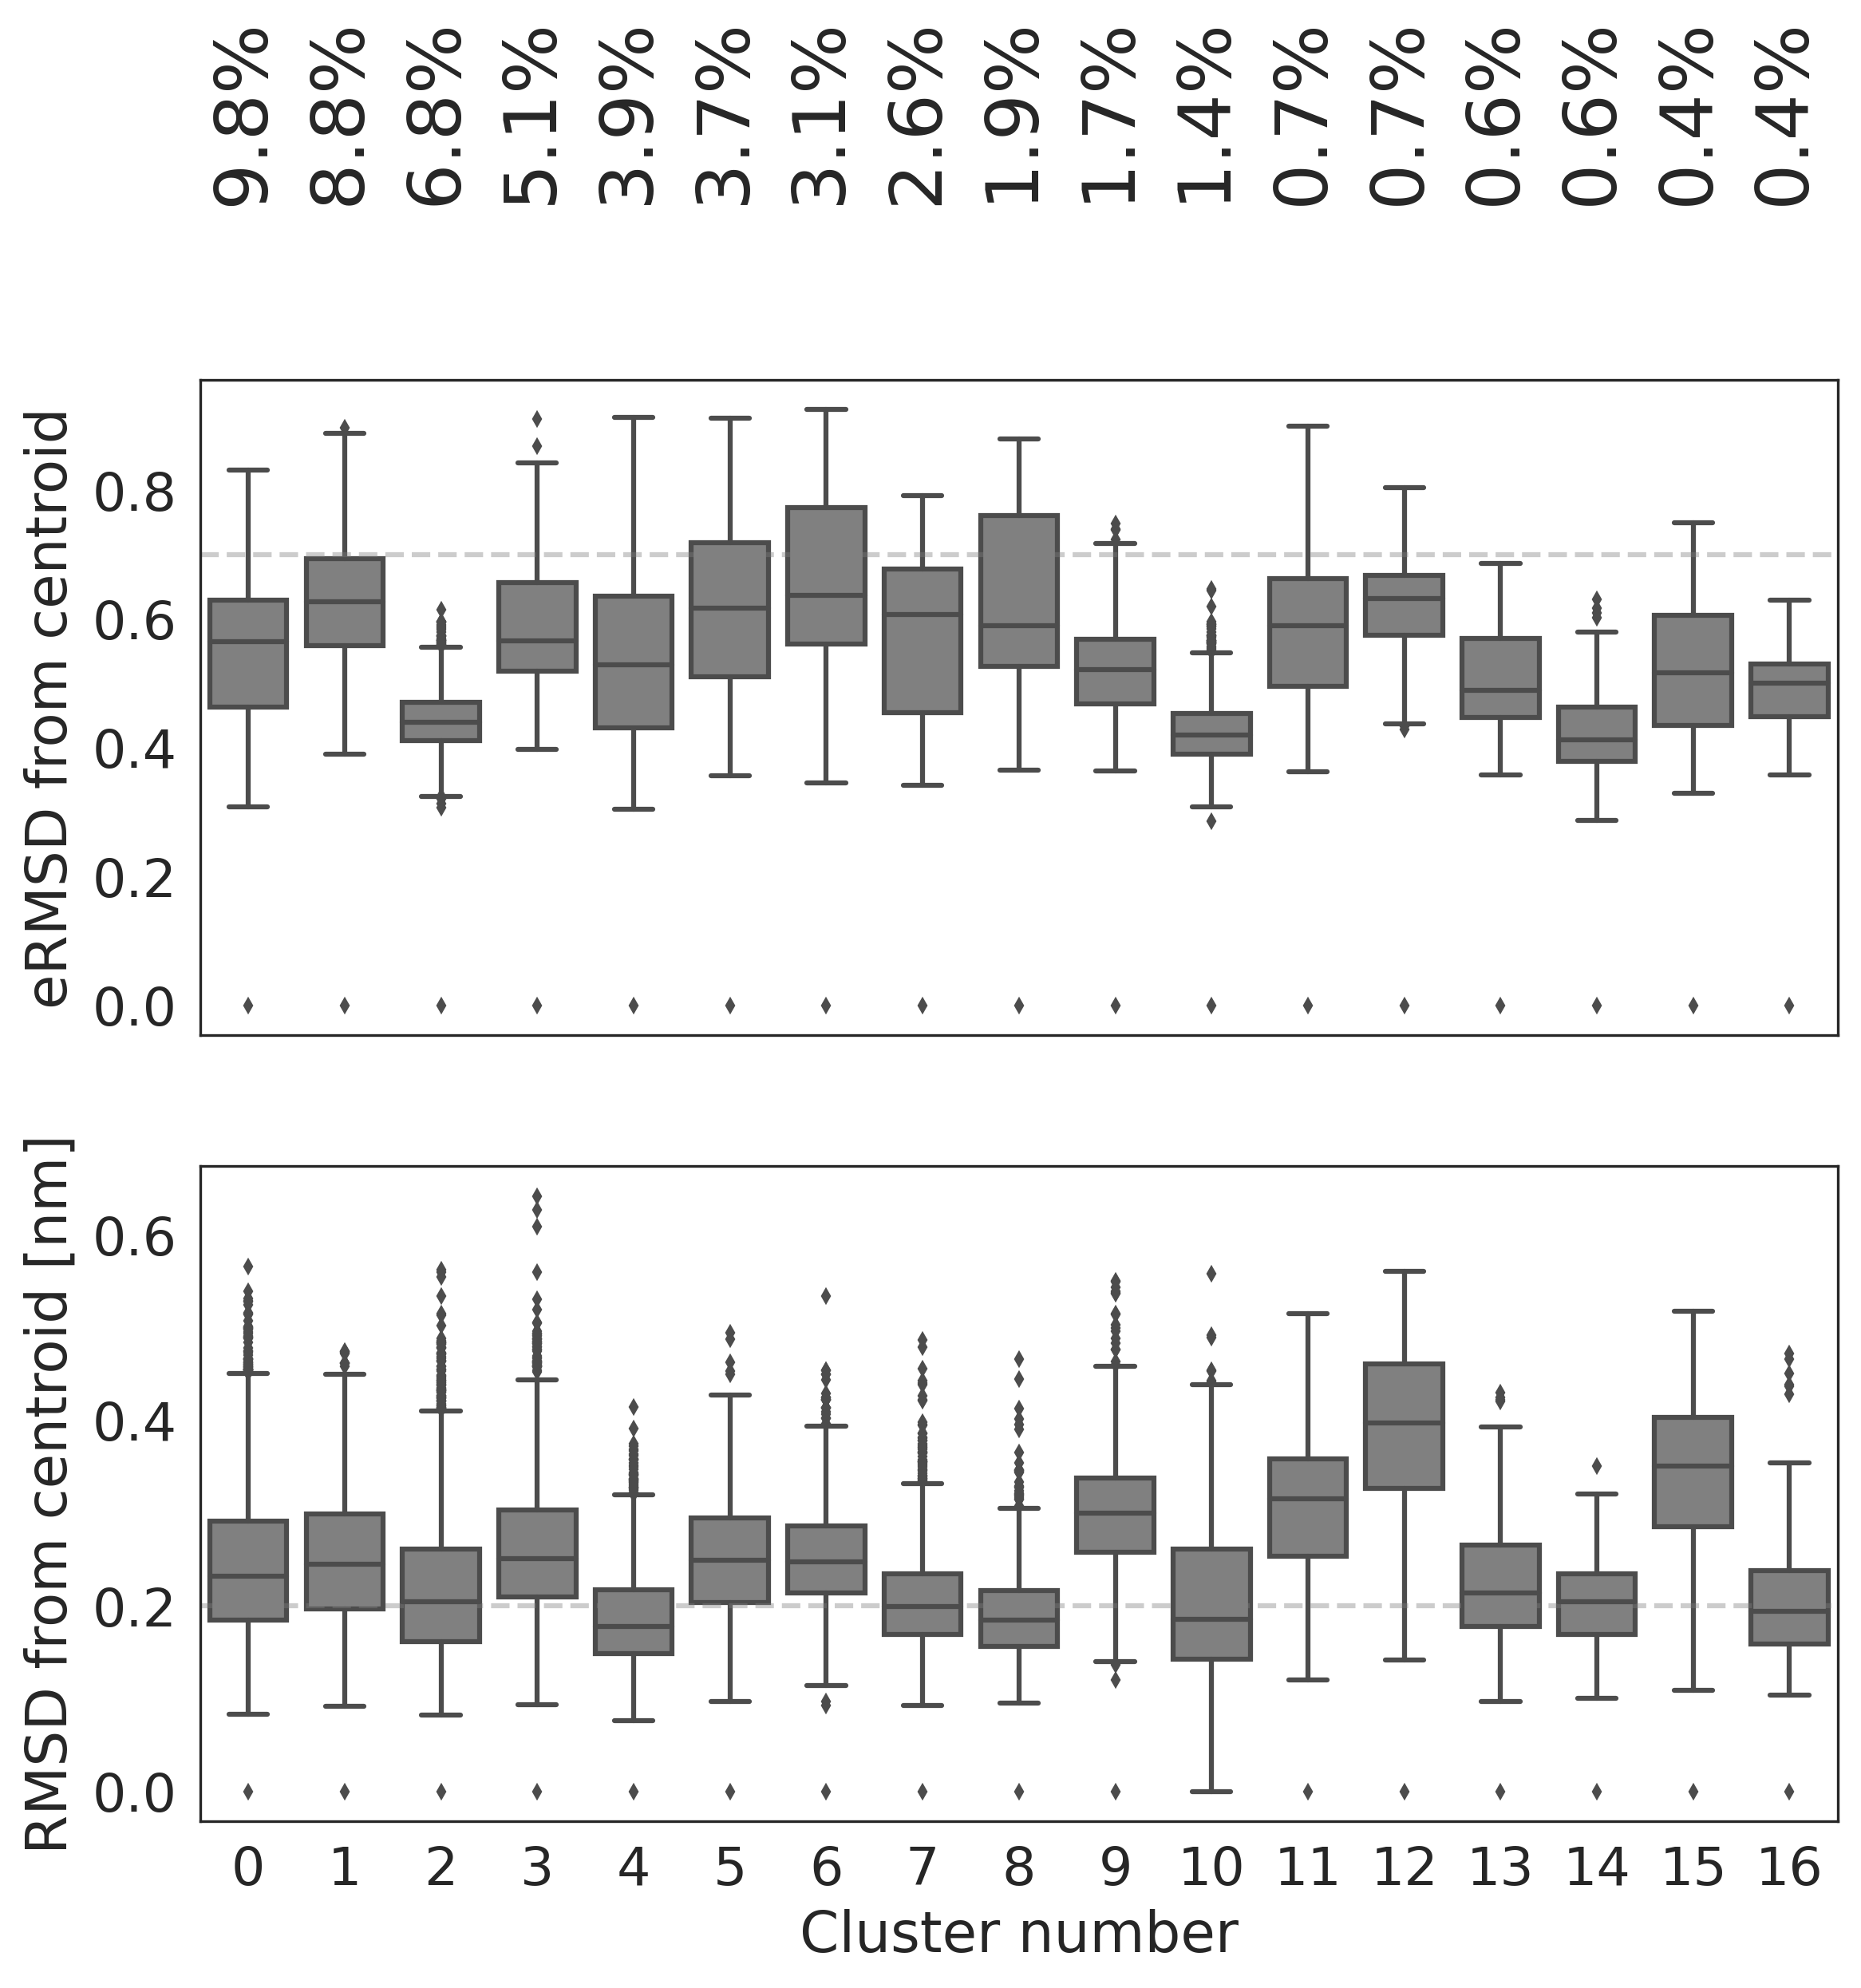 9.8% 8.8% 6.8% 5.1% 3.9% 3.7% 3.1% 2.6% 1.9% 1.7% 1.4% 0.7% 0.7% 0.6% 0.6% 0.4% 0.4%
eRMSD from centroid
0.8
0.6
0.4
0.2
0.0
RMSD from centroid [nm]
0.6
0.4
0.2
0.0
0 1 2 3 4 5 6 7 8 9 10 11 12 13 14 15 16
Cluster number